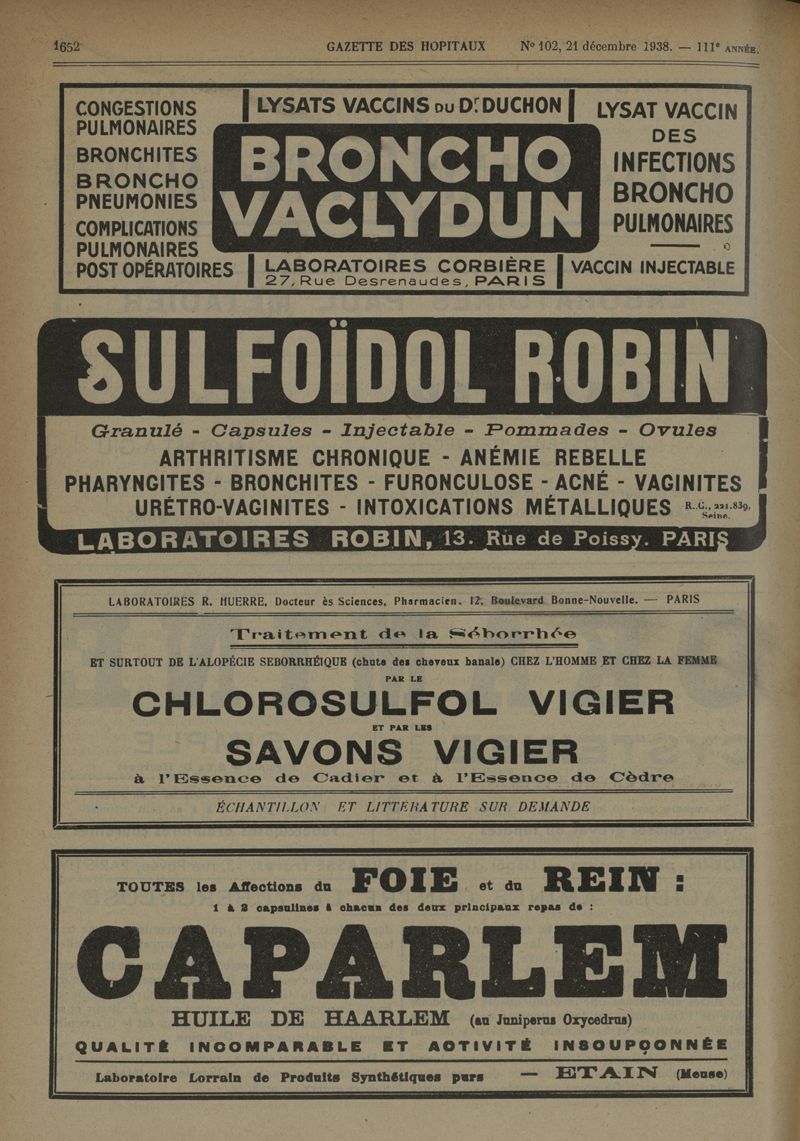 1652
GAZETTE DES HOPITAUX
Nº 102, 21 décembre 1938. — 111e ANNÉE.
CONGESTIONS
PULMONAIRES
BRONCHITES
BRONCHO
PNEUMONIES
COMPLICATIONS
PULMONAIRES
POST OPÉRATOIRES
LYSATS VACCINS DU Dr DUCHON
BRONCHO
VACLYDUN
LABORATOIRES CORBIÈRE
27, Rue Desrenaudes, PARIS
LYSAT VACCIN
DES
INFECTIONS
BRONCHO
PULMONAIRES
VACCIN INJECTABLE
SULFOÏDOL ROBIN
Granulé - Capsules - Injectable - Pommades - Ovules
ARTHRITISME CHRONIQUE - ANÉMIE REBELLE
PHARYNGITES - BRONCHITES - FURONCULOSE - ACNÉ - VAGINITES
URÉTRO-VAGINITES - INTOXICATIONS MÉTALLIQUES
R..C., 221.839,
Seine.
LABORATOIRES ROBIN, 13. Rue de Poissy. PARIS
LABORATOIRES R. HUERRE, Docteur ès Sciences, Pharmacien. 12, Boulevard Bonne-Nouvelle. — PARIS
Traitement de la Séborrhée
ET SURTOUT DE L'ALOPÉCIE SEBORRHÉIQUE (chute des cheveux banale) CHEZ L'HOMME ET CHEZ LA FEMME
PAR LE
CHLOROSULFOL VIGIER
ET PAR LES
SAVONS VIGIER
à l'Essence de Cadier et à l'Essence de Cèdre
ÉCHANTILLON ET LITTÉRATURE SUR DEMANDE
TOUTES les Affections du FOIE et du REIN :
1 à 2 capsulines à chacun des deux principaux repas de :
CAPARLEM
HUILE DE HAARLEM (au Juniperus Oxycedrus)
QUALITÉ INCOMPARABLE ET ACTIVITÉ INSOUPÇONNÉE
Laboratoire Lorrain de Produits Synthétiques purs — ETAIN (Meuse)